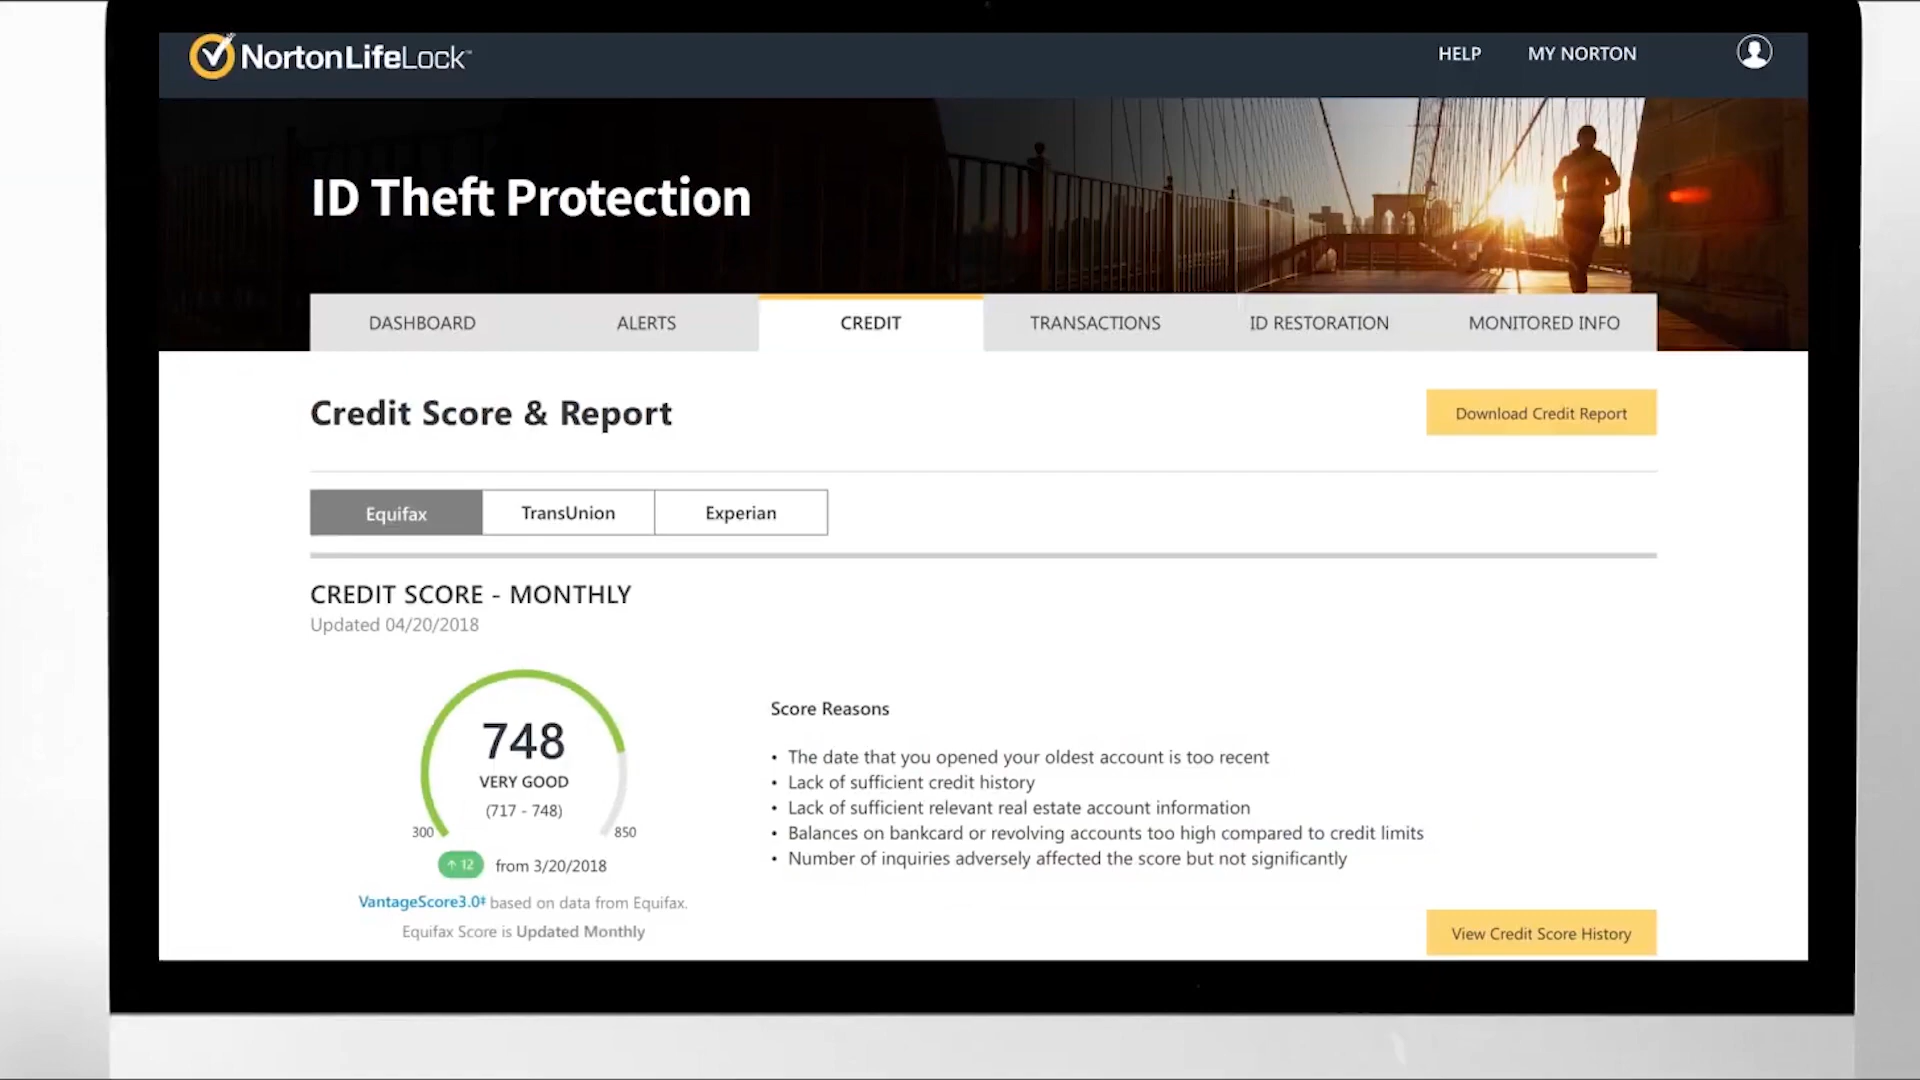 NortonLifeLock™
HELP
MY NORTON
ID Theft Protection
DASHBOARD
ALERTS
CREDIT
TRANSACTIONS
ID RESTORATION
MONITORED INFO
Credit Score & Report
Download Credit Report
Equifax
TransUnion
Experian
CREDIT SCORE - MONTHLY
Updated 04/20/2018
748
VERY GOOD
(717 - 748)
300
850
↑ 12 from 3/20/2018
VantageScore3.0‡ based on data from Equifax.
Equifax Score is Updated Monthly
Score Reasons
• The date that you opened your oldest account is too recent
• Lack of sufficient credit history
• Lack of sufficient relevant real estate account information
• Balances on bankcard or revolving accounts too high compared to credit limits
• Number of inquiries adversely affected the score but not significantly
View Credit Score History